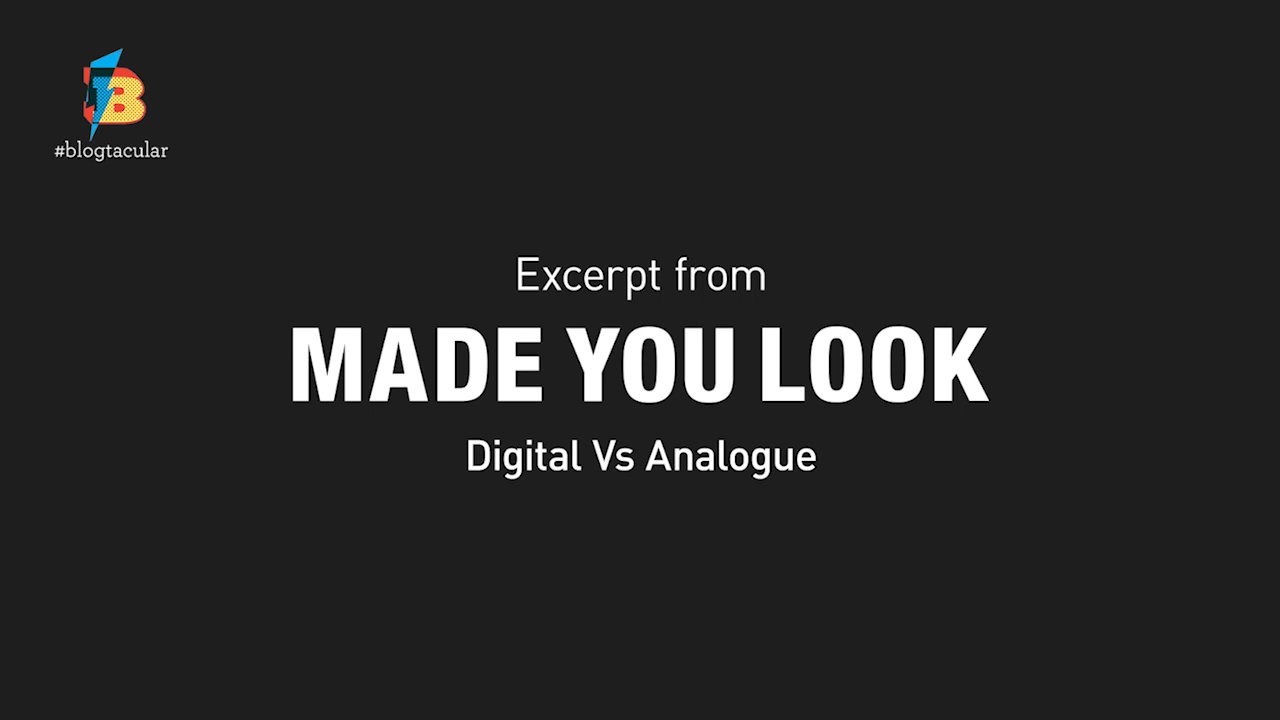 B
#blogtacular
Excerpt from
MADE YOU LOOK
Digital Vs Analogue